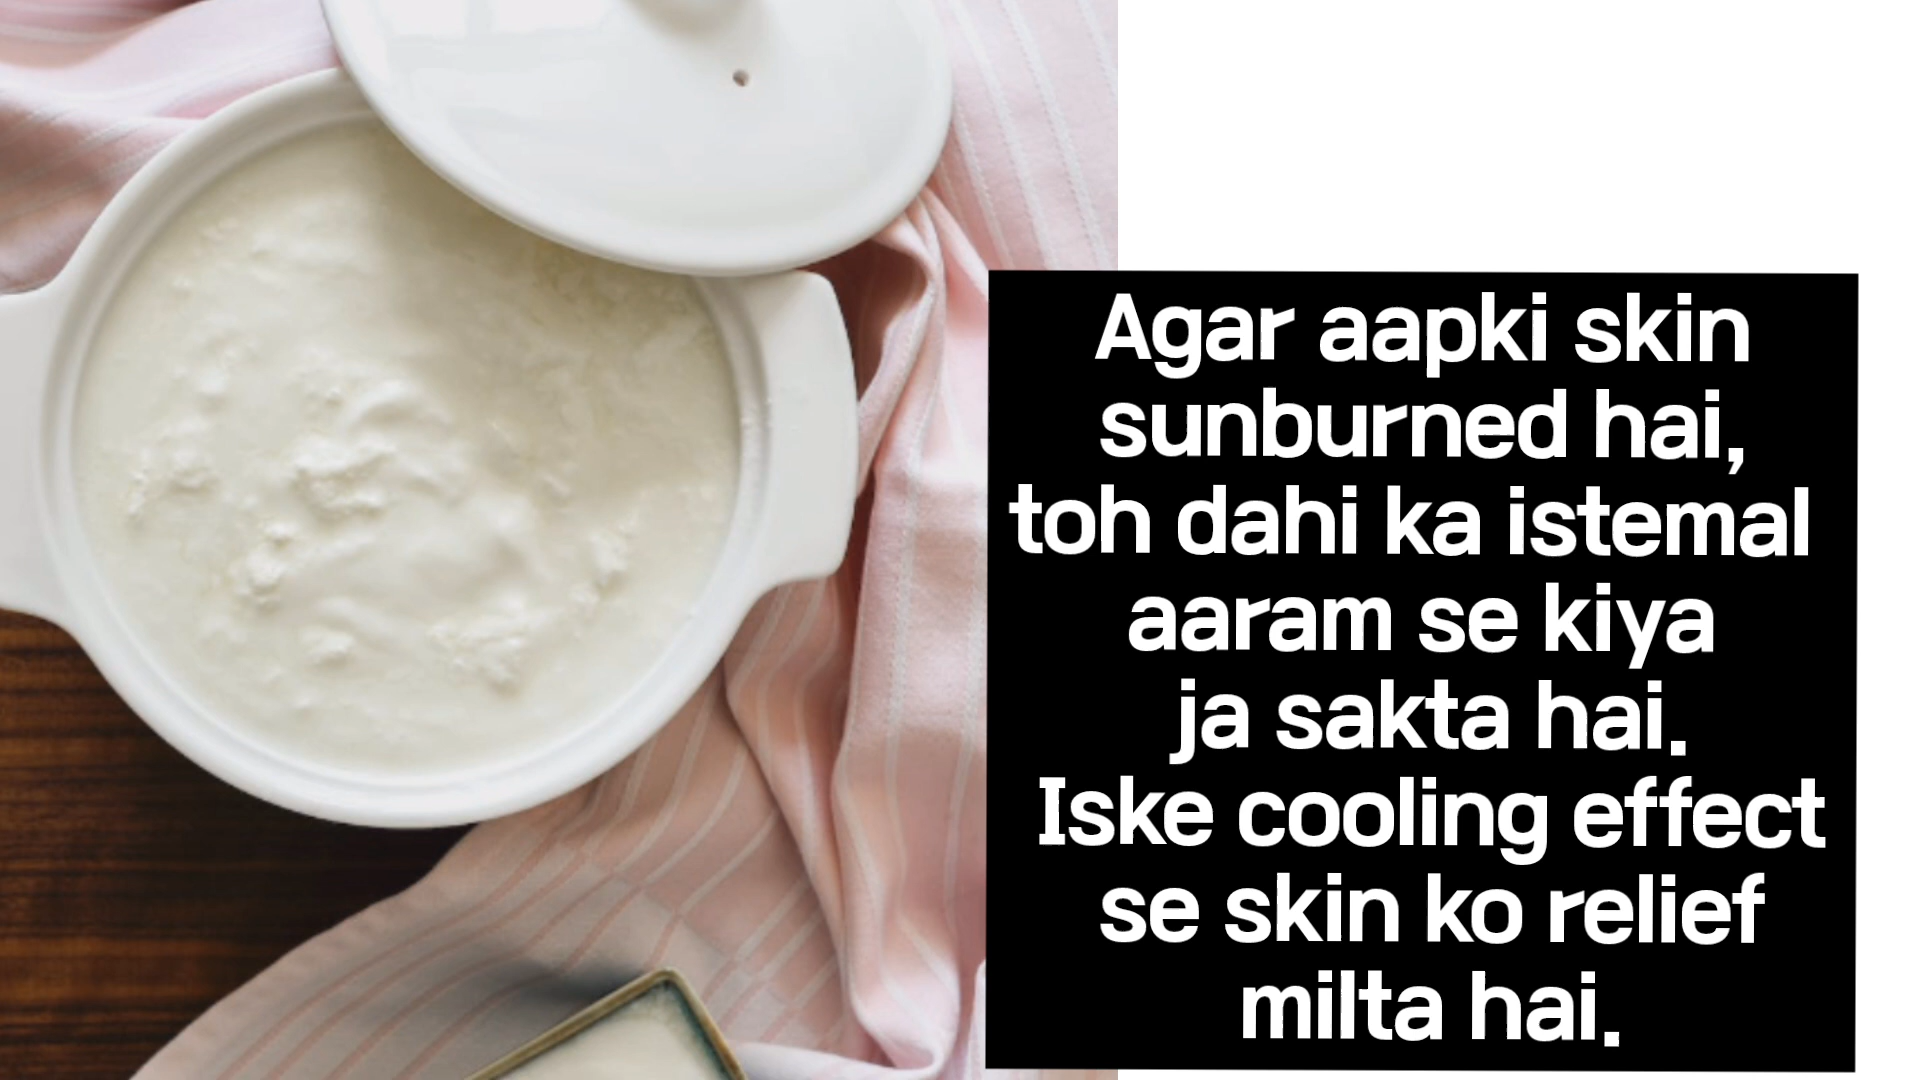 Agar aapki skin
sunburned hai,
toh dahi ka istemal
aaram se kiya
ja sakta hai.
Iske cooling effect
se skin ko relief
milta hai.